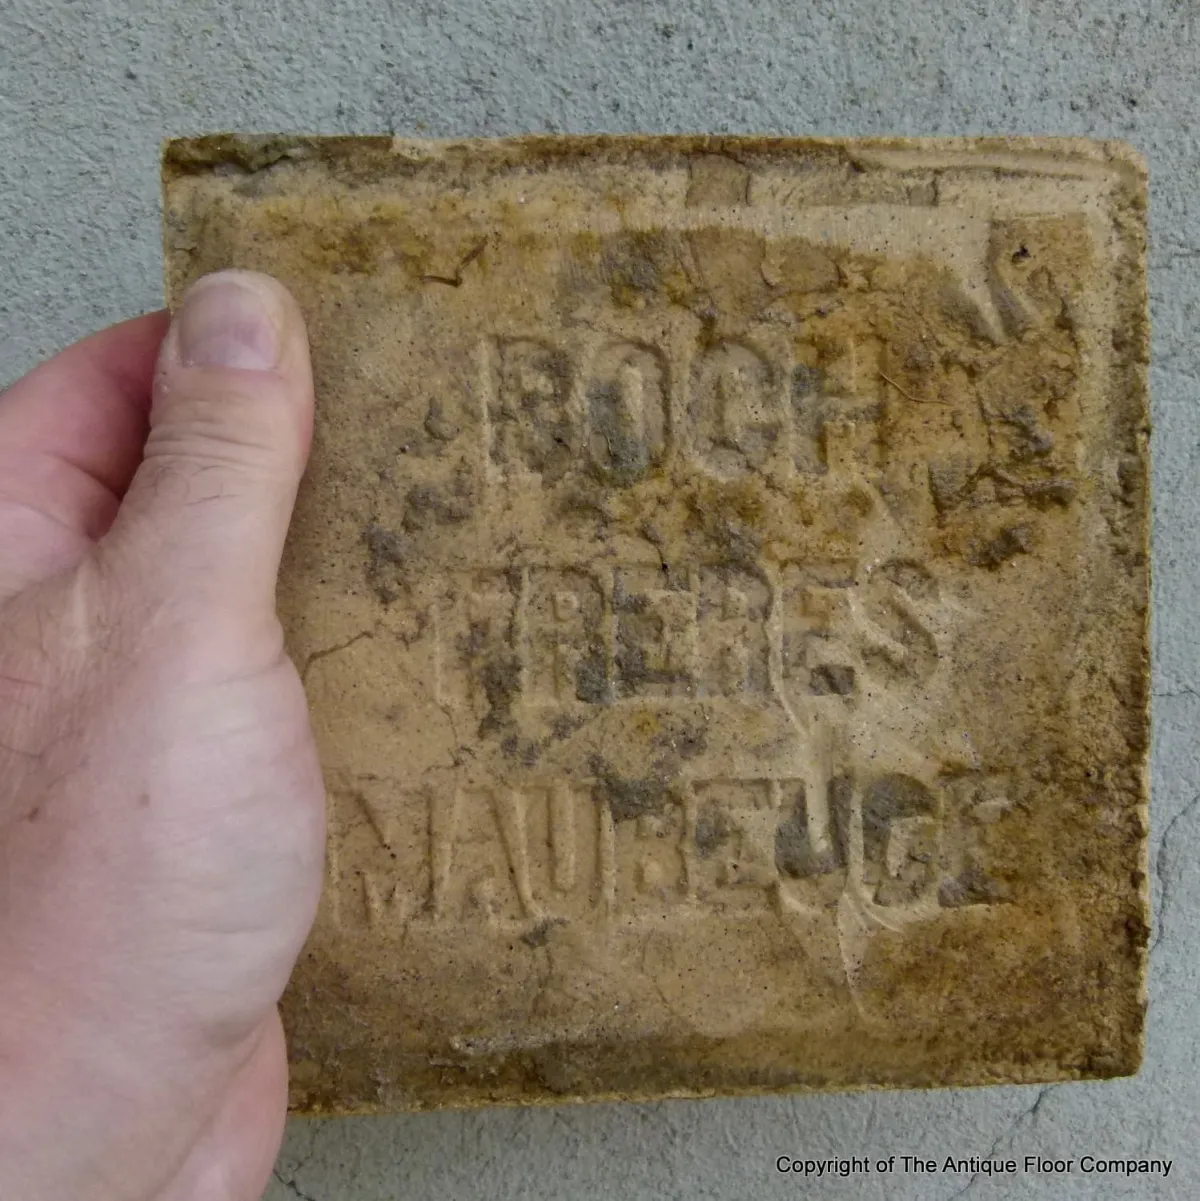 BOCH
FRERES
MAUBEUGE
Copyright of The Antique Floor Company